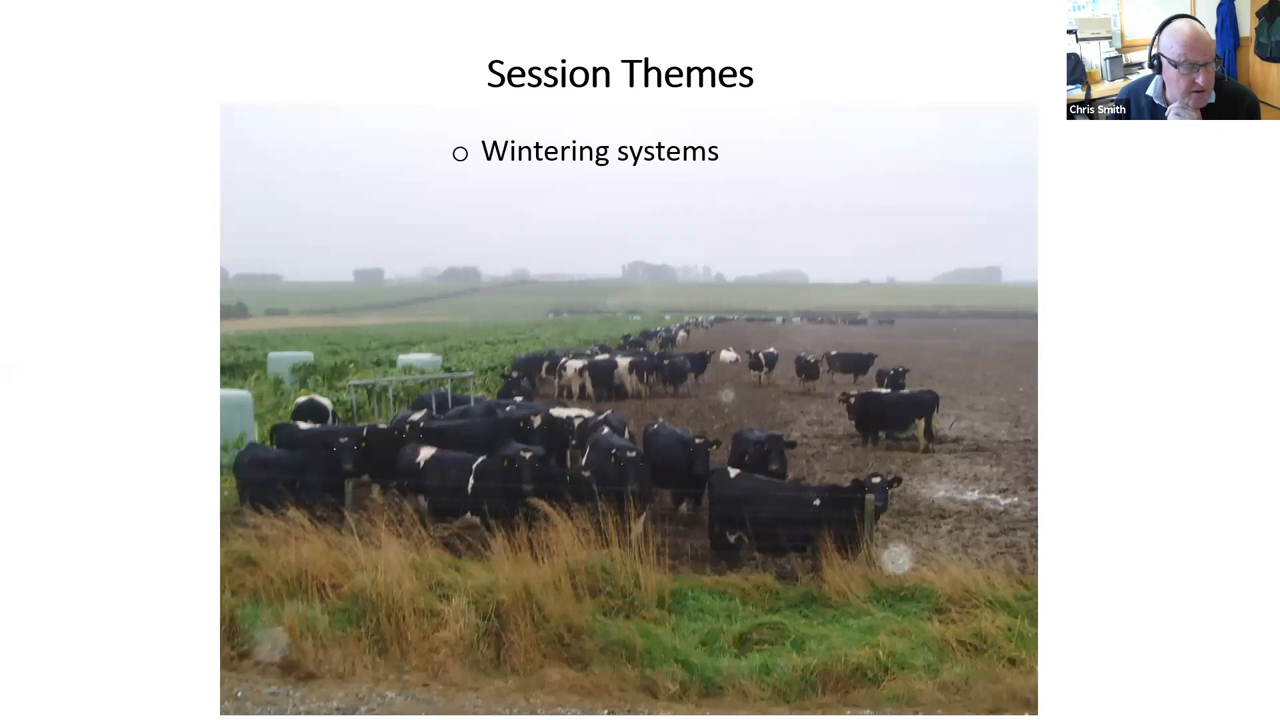 Session Themes
○ Wintering systems
Chris Smith